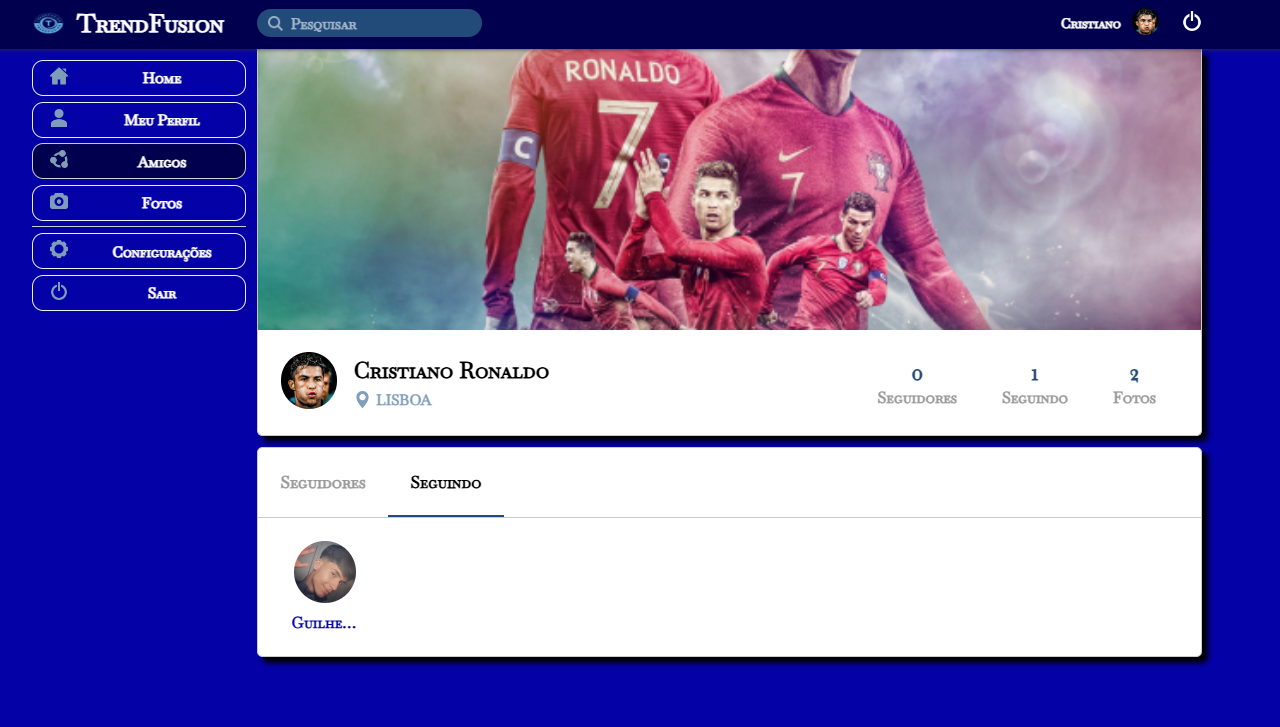 TrendFusion
Pesquisar
Cristiano
Home
Meu Perfil
Amigos
Fotos
Configurações
Sair
RONALDO
7
C
7
Cristiano Ronaldo
LISBOA
0
Seguidores
1
Seguindo
2
Fotos
Seguidores
Seguindo
Guilhe...